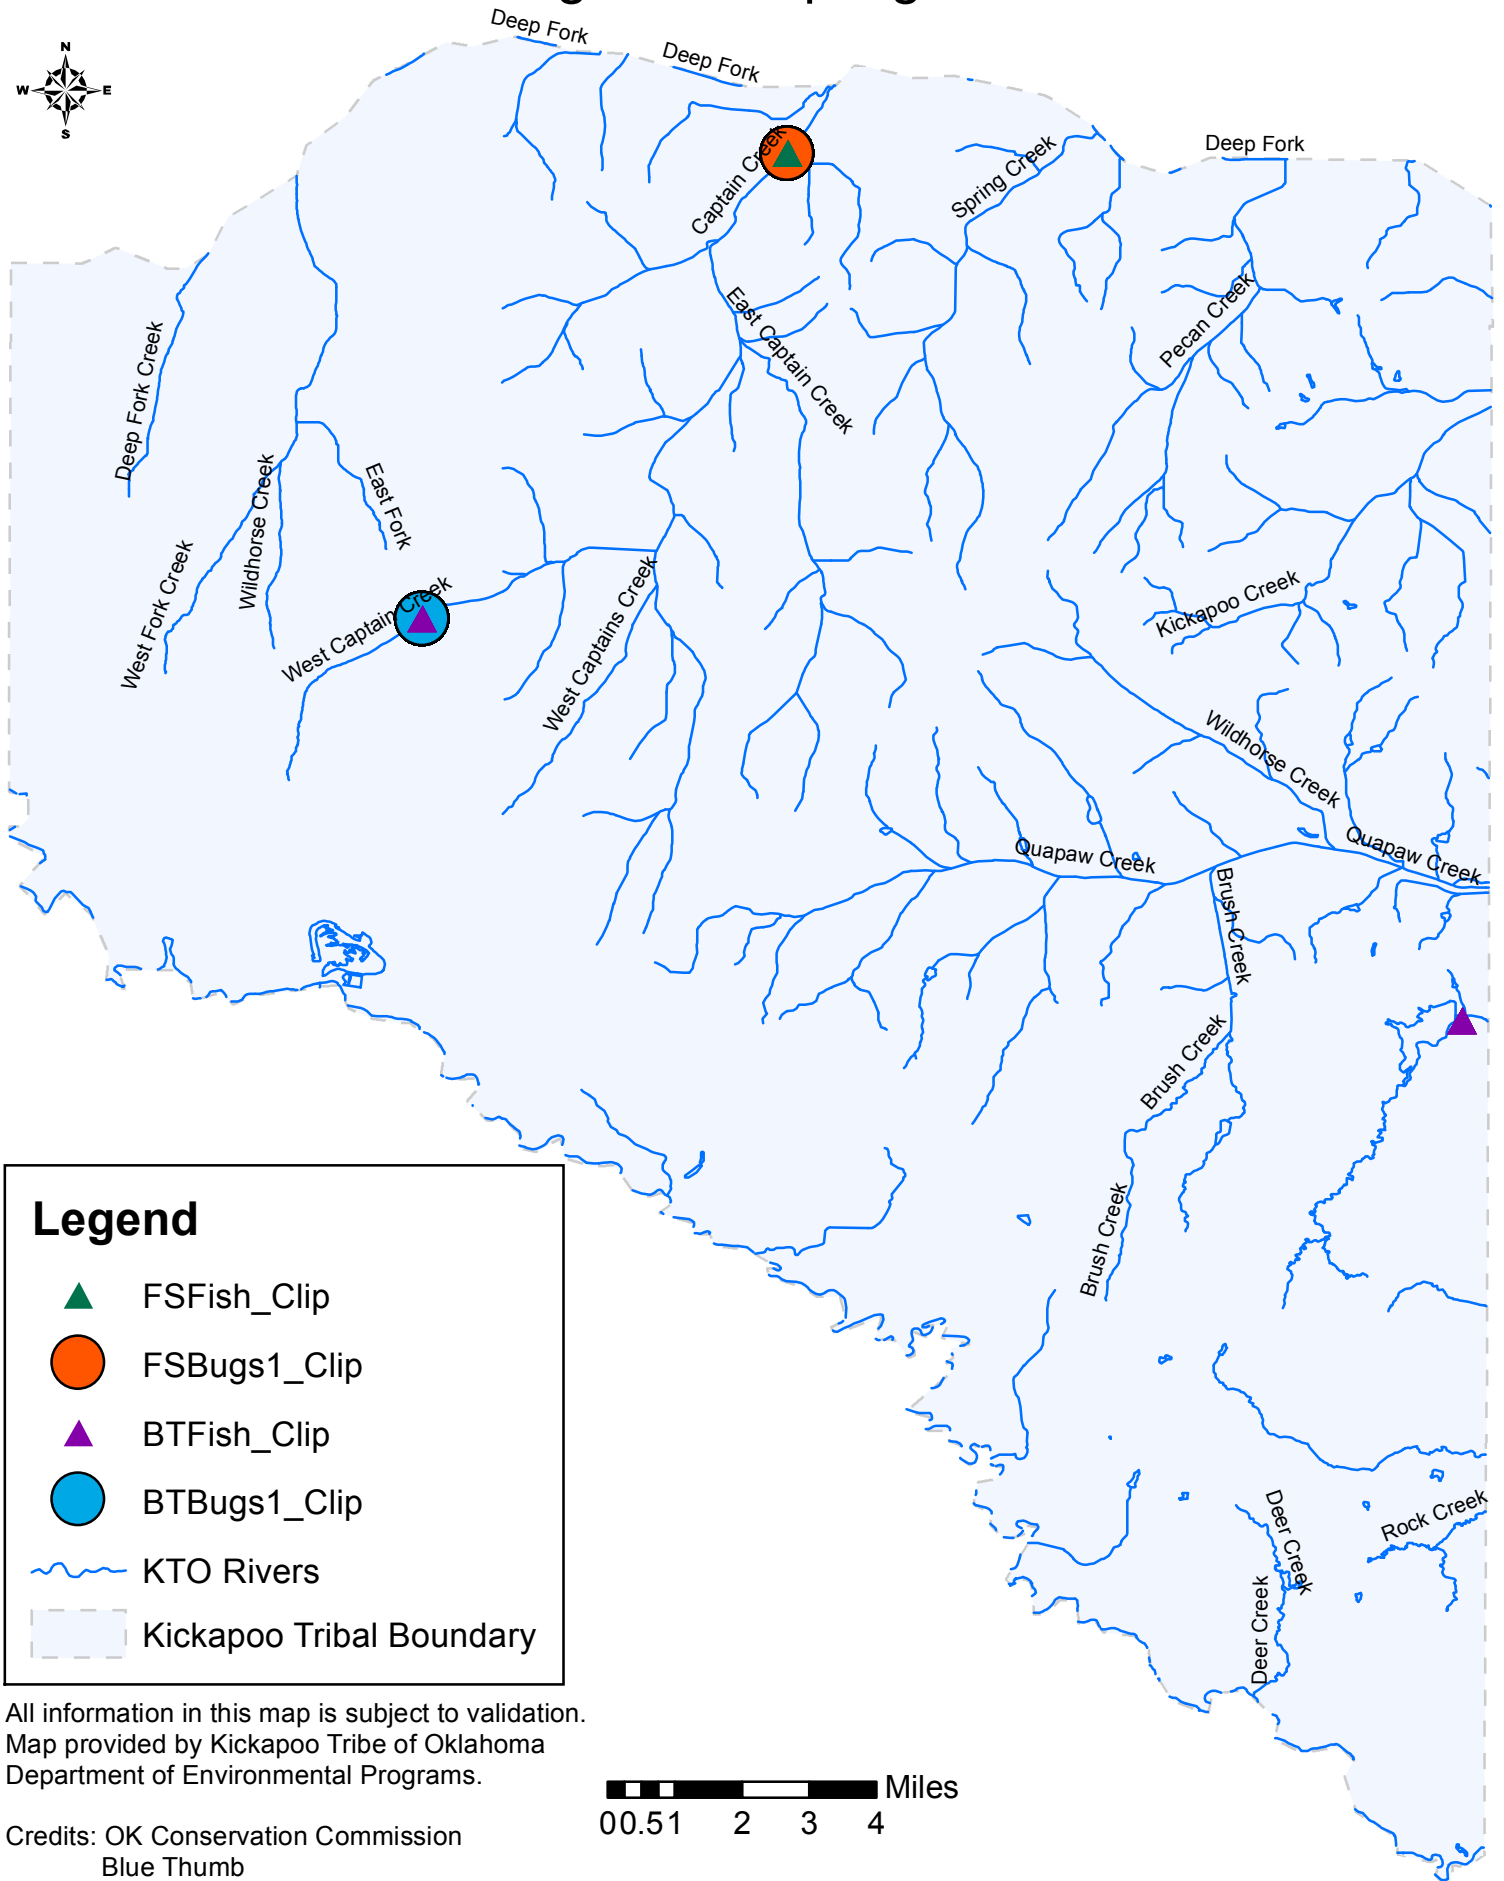 Deep Fork
Deep Fork
N
W E
S
Deep Fork
Captain Creek
Spring Creek
East Captain Creek
Pecan Creek
Deep Fork Creek
Wildhorse Creek
East Fork
West Fork Creek
West Captain Creek
West Captains Creek
Kickapoo Creek
Wildhorse Creek
Quapaw Creek
Quapaw Creek
Brush Creek
Brush Creek
Brush Creek
Deer Creek
Rock Creek
Deer Creek
Legend
FSFish_Clip
FSBugs1_Clip
BTFish_Clip
BTBugs1_Clip
KTO Rivers
Kickapoo Tribal Boundary
All information in this map is subject to validation.
Map provided by Kickapoo Tribe of Oklahoma
Department of Environmental Programs.
Miles
0 0.5 1 2 3 4
Credits: OK Conservation Commission
Blue Thumb